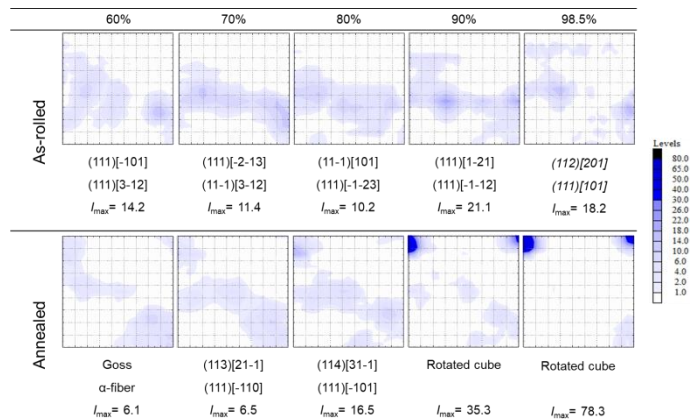 60% 70% 80% 90% 98.5%
As-rolled
(111)[-101] (111)[-2-13] (11-1)[101] (111)[1-21] (112)[201]
(111)[3-12] (11-1)[3-12] (111)[-1-23] (111)[-1-12] (111)[101]
Imax= 14.2 Imax= 11.4 Imax= 10.2 Imax= 21.1 Imax= 18.2
Levels
80.0
65.0
50.0
40.0
30.0
26.0
22.0
18.0
14.0
10.0
6.0
4.0
2.0
1.0
Annealed
Goss (113)[21-1] (114)[31-1] Rotated cube Rotated cube
α-fiber (111)[-110] (111)[-101]
Imax= 6.1 Imax= 6.5 Imax= 16.5 Imax= 35.3 Imax= 78.3